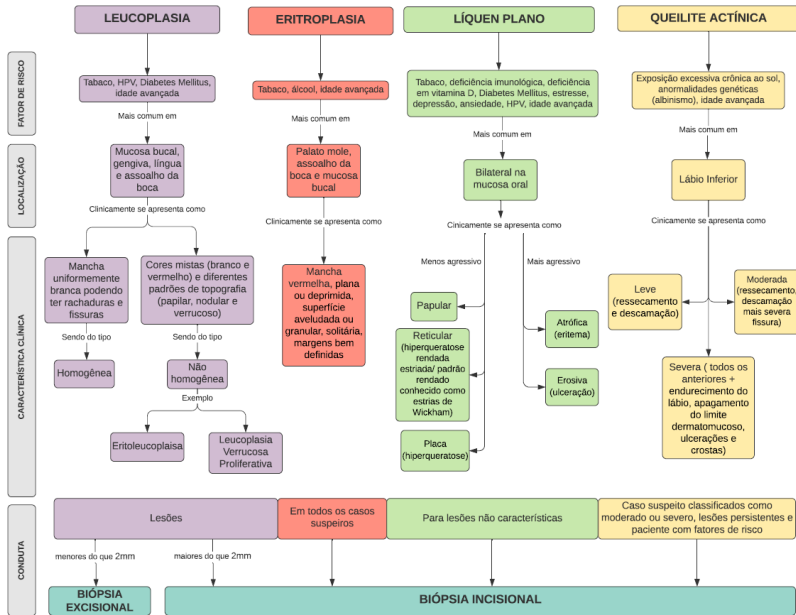 LEUCOPLASIA
ERITROPLASIA
LÍQUEN PLANO
QUEILITE ACTÍNICA
FATOR DE RISCO
Tabaco, HPV, Diabetes Mellitus,
idade avançada
Tabaco, álcool, idade avançada
Tabaco, deficiência imunológica, deficiência
em vitamina D, Diabetes Mellitus, estresse,
depressão, ansiedade, HPV, idade avançada
Exposição excessiva crônica ao sol,
anormalidades genéticas
(albinismo), idade avançada
Mais comum em
Mais comum em
Mais comum em
Mais comum em
LOCALIZAÇÃO
Mucosa bucal,
gengiva, língua
e assoalho da
boca
Palato mole,
assoalho da
boca e mucosa
bucal
Bilateral na
mucosa oral
Lábio Inferior
Clinicamente se apresenta como
Clinicamente se apresenta como
Clinicamente se apresenta como
Clinicamente se apresenta como
CARACTERÍSTICA CLÍNICA
Mancha
uniformemente
branca podendo
ter rachaduras e
fissuras
Cores mistas (branco e
vermelho) e diferentes
padrões de topografia
(papilar, nodular e
verrucoso)
Sendo do tipo
Sendo do tipo
Homogênea
Não
homogênea
Exemplo
Eritoleucoplaisa
Leucoplasia
Verrucosa
Proliferativa
Mancha
vermelha, plana
ou deprimida,
superfície
aveludada ou
granular, solitária,
margens bem
definidas
Menos agressivo
Mais agressivo
Papular
Reticular
(hiperqueratose
rendada
estriada/ padrão
rendado
conhecido como
estrias de
Wickham)
Placa
(hiperqueratose)
Atrófica
(eritema)
Erosiva
(ulceração)
Leve
(ressecamento
e descamação)
Moderada
(ressecamento,
descamação
mais severa
fissura)
Severa ( todos os
anteriores +
endurecimento do
lábio, apagamento
do limite
dermatomucoso,
ulcerações e
crostas)
CONDUTA
Lesões
Em todos os casos
suspeiros
Para lesões não característicos
Caso suspeito classificados como
moderado ou severo, lesões persistentes e
paciente com fatores de risco
menores do que 2mm
maiores do que 2mm
BIÓPSIA
EXCISIONAL
BIÓPSIA INCISIONAL